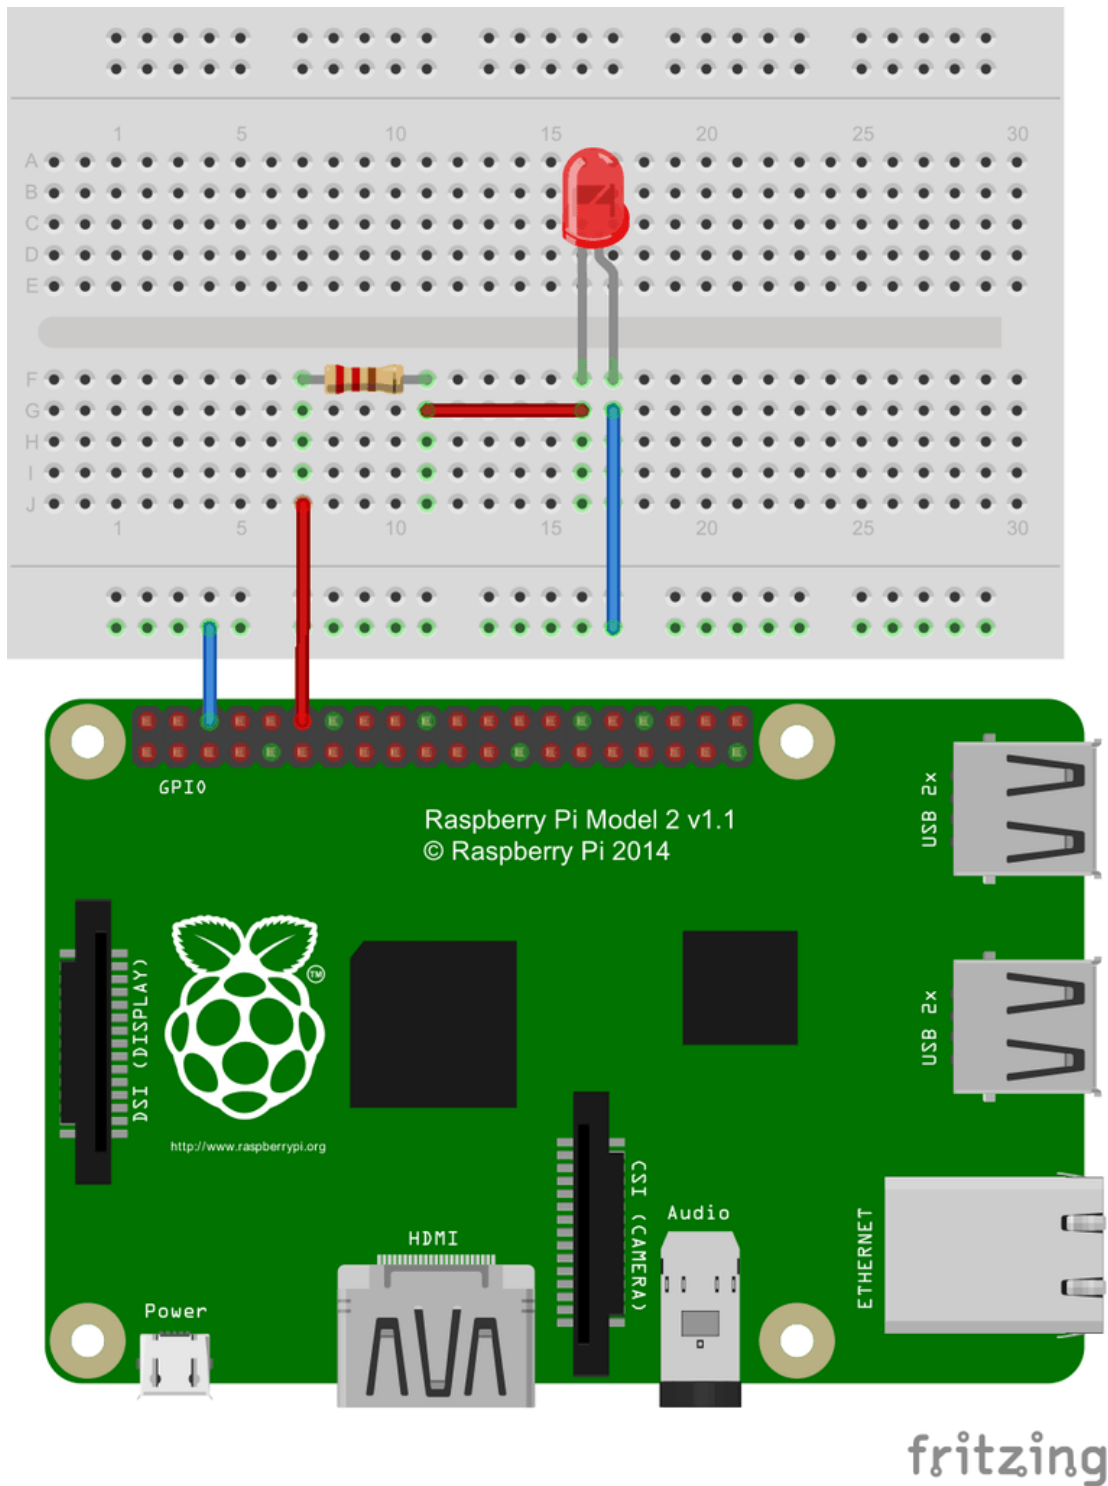 1 5 10 15 20 25 30
A
B
C
D
E
F
G
H
I
J
1 5 10 15 20 25 30
GPIO
Raspberry Pi Model 2 v1.1
© Raspberry Pi 2014
USB 2x
USB 2x
DSI (DISPLAY)
TM
http://www.raspberrypi.org
CSI (CAMERA)
Audio
HDMI
ETHERNET
Power
fritzing